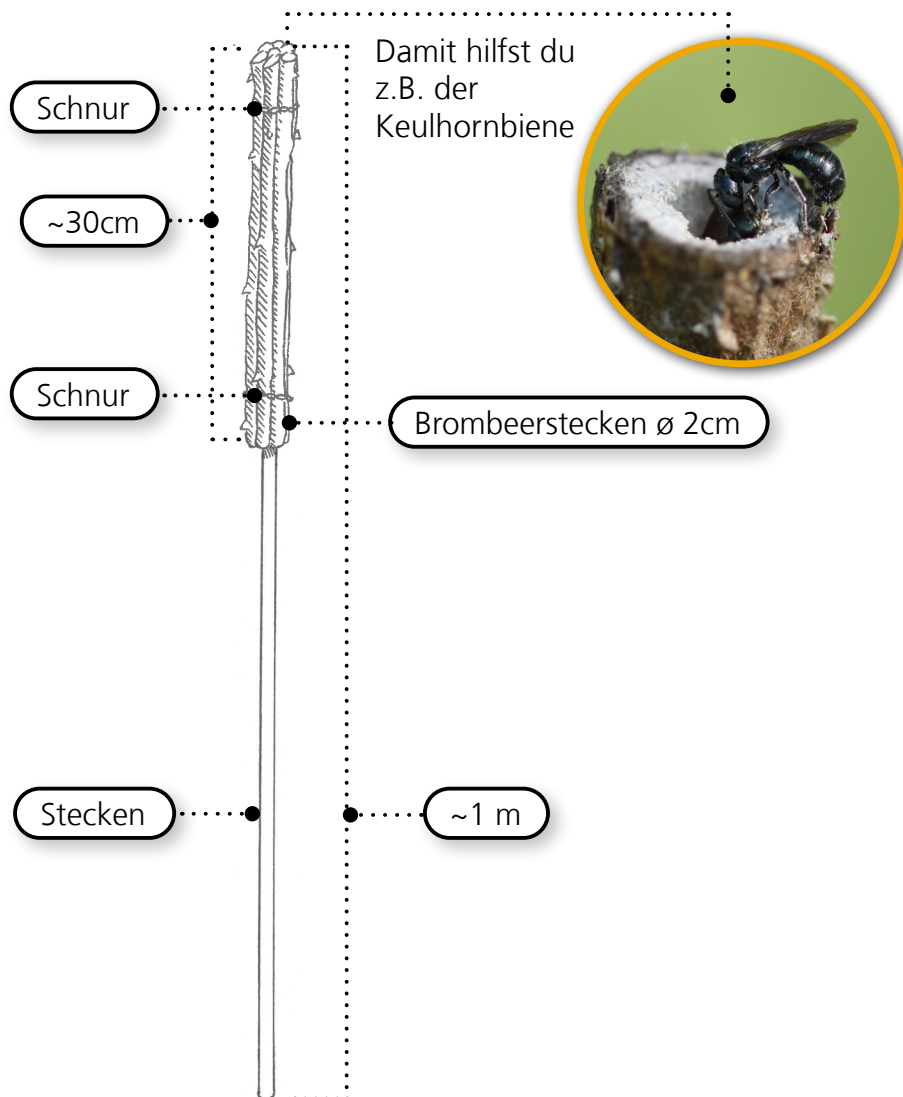 Damit hilfst du
z.B. der
Keulhornbiene
Schnur
~30cm
Schnur
Brombeerstecken ø 2cm
Stecken
~1 m